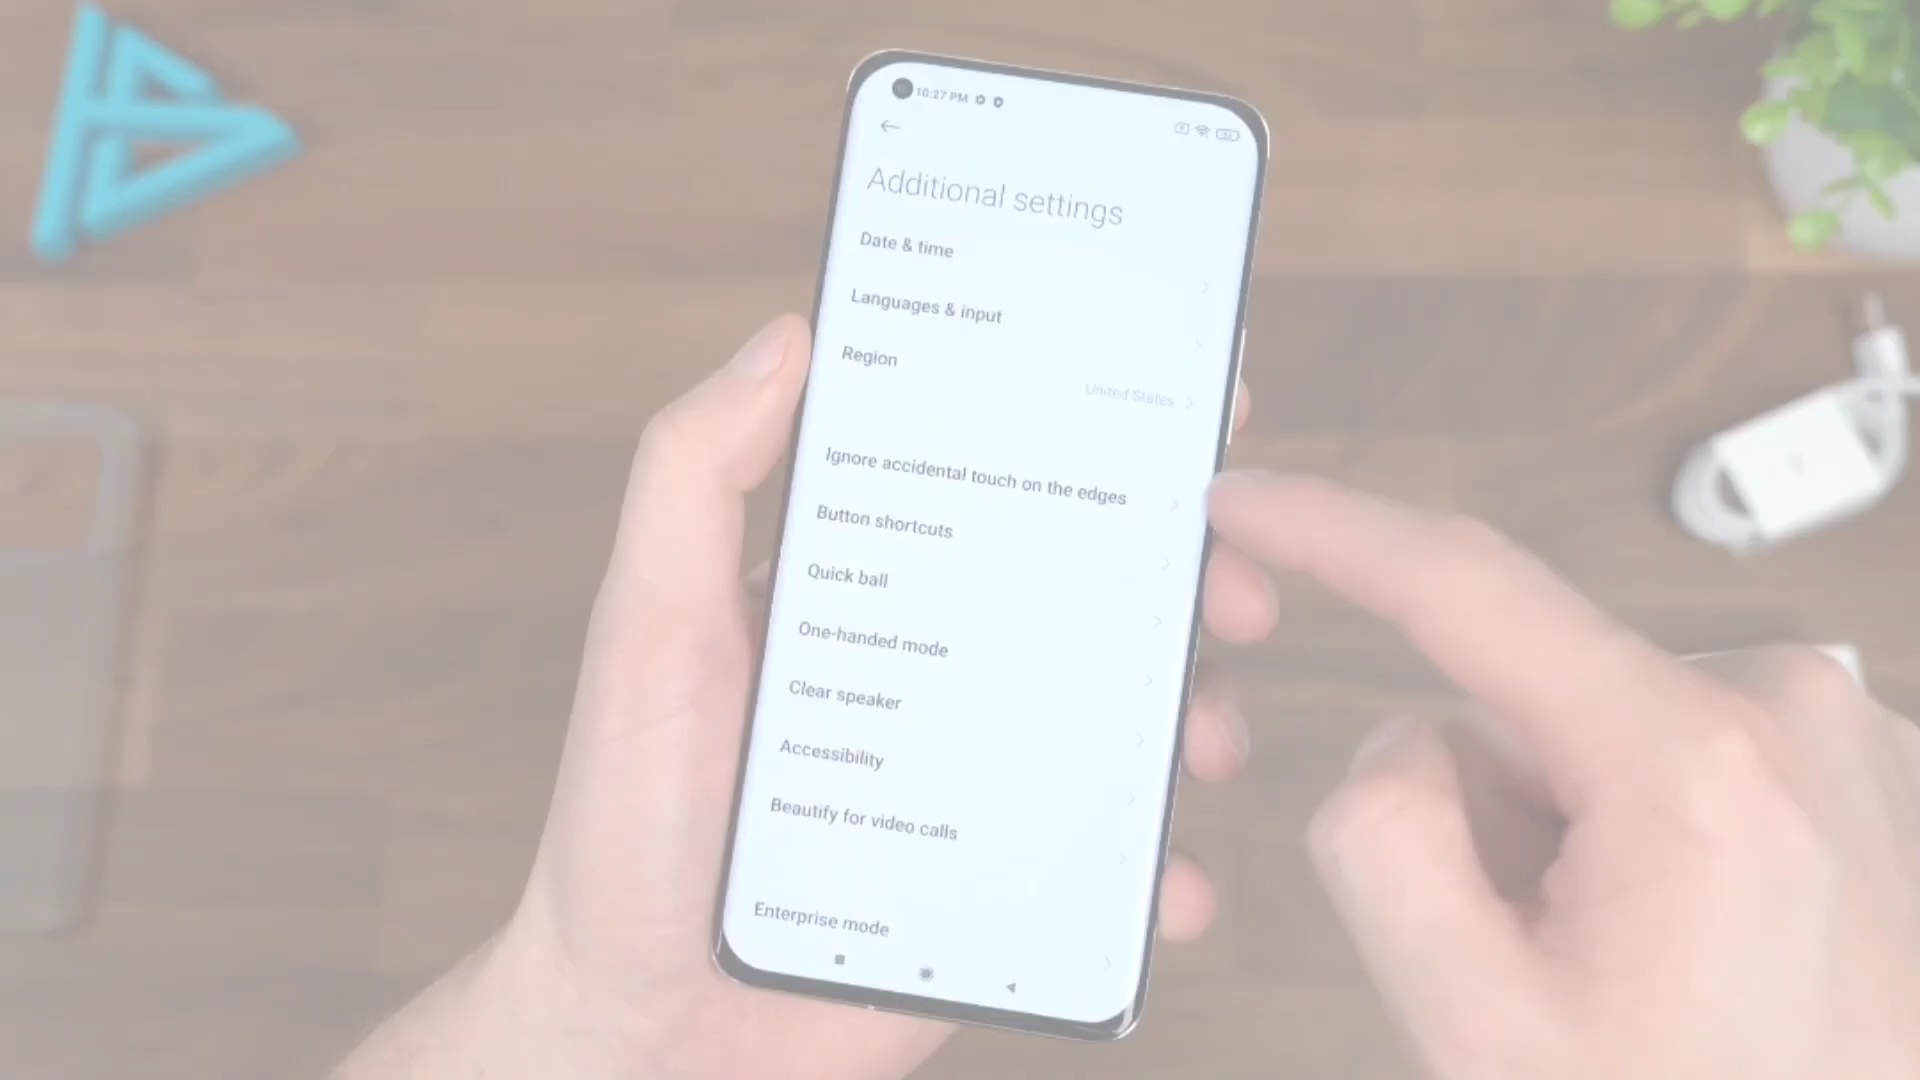 10:27 PM
Additional settings
Date & time
Languages & input
Region
United States
Ignore accidental touch on the edges
Button shortcuts
Quick ball
One-handed mode
Clear speaker
Accessibility
Beautify for video calls
Enterprise mode